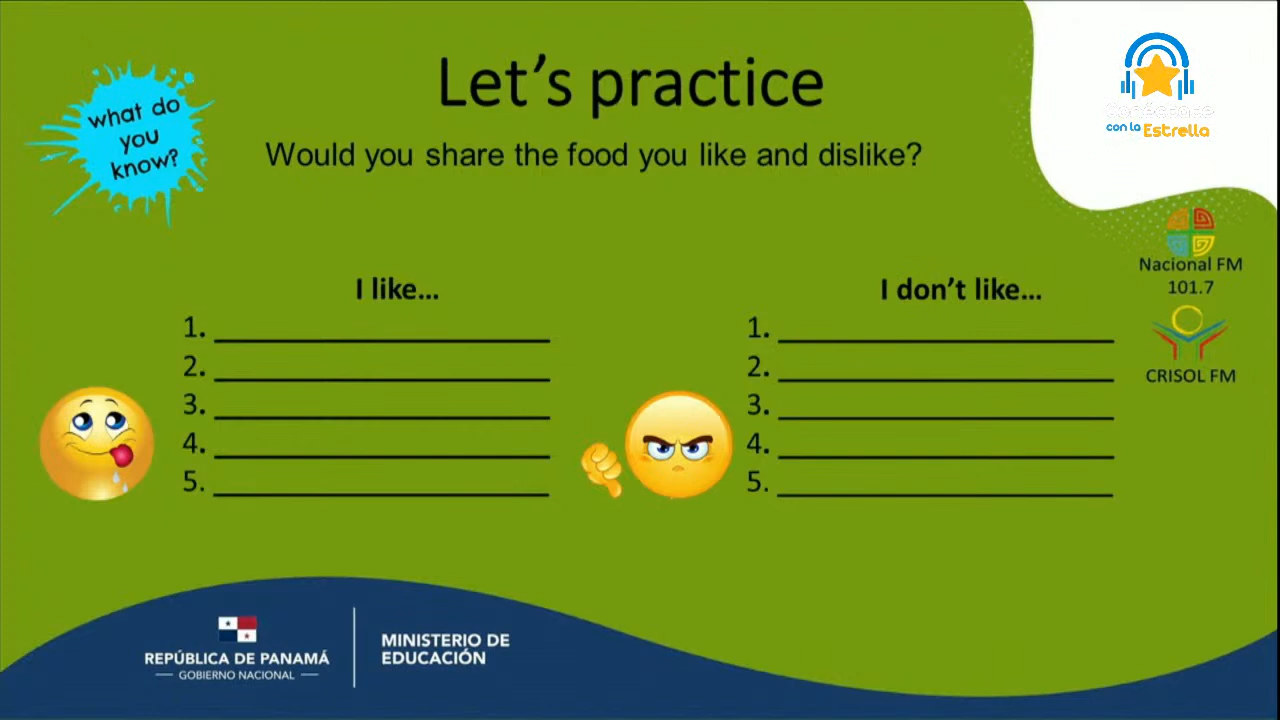 Let's practice
what do
you
know?
Would you share the food you like and dislike?
Conéctate
con la Estrella
Nacional FM
101.7
CRISOL FM
I like...
1.
2.
3.
4.
5.
I don't like...
1.
2.
3.
4.
5.
REPÚBLICA DE PANAMÁ
GOBIERNO NACIONAL
MINISTERIO DE
EDUCACIÓN